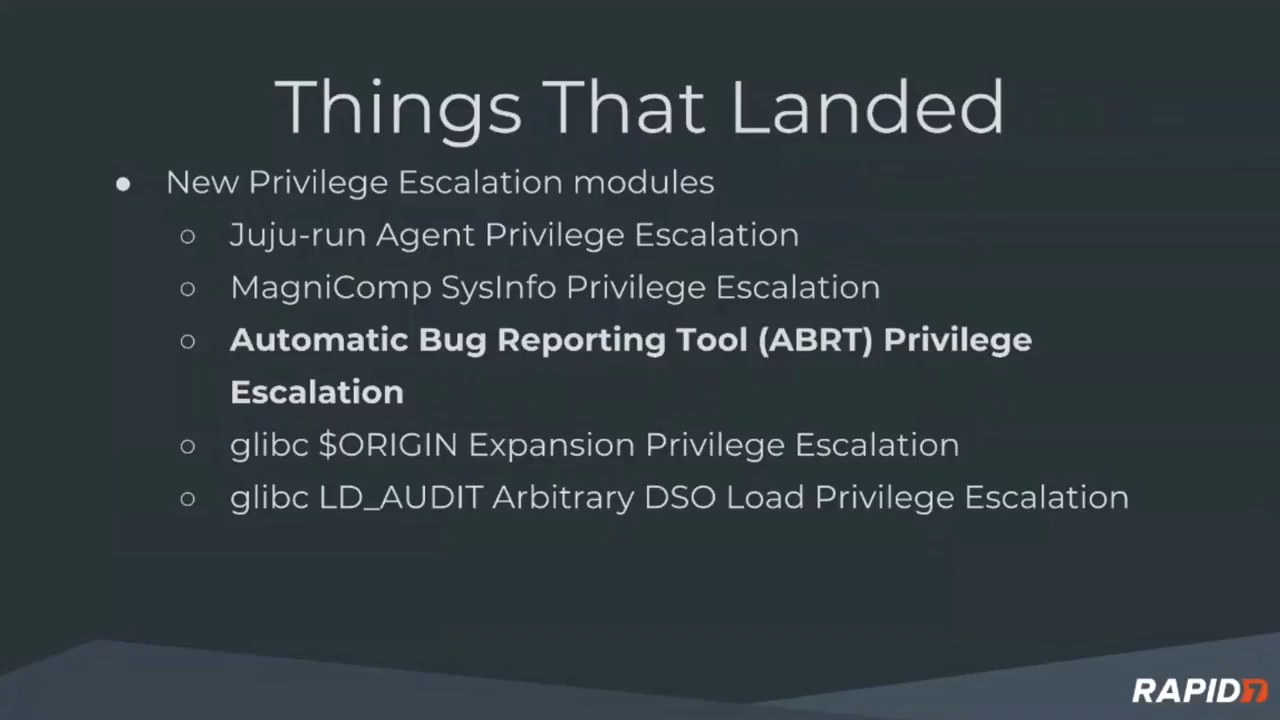 Things That Landed
● New Privilege Escalation modules
○ Juju-run Agent Privilege Escalation
○ MagniComp SysInfo Privilege Escalation
○ Automatic Bug Reporting Tool (ABRT) Privilege
Escalation
○ glibc $ORIGIN Expansion Privilege Escalation
○ glibc LD_AUDIT Arbitrary DSO Load Privilege Escalation
RAPID7